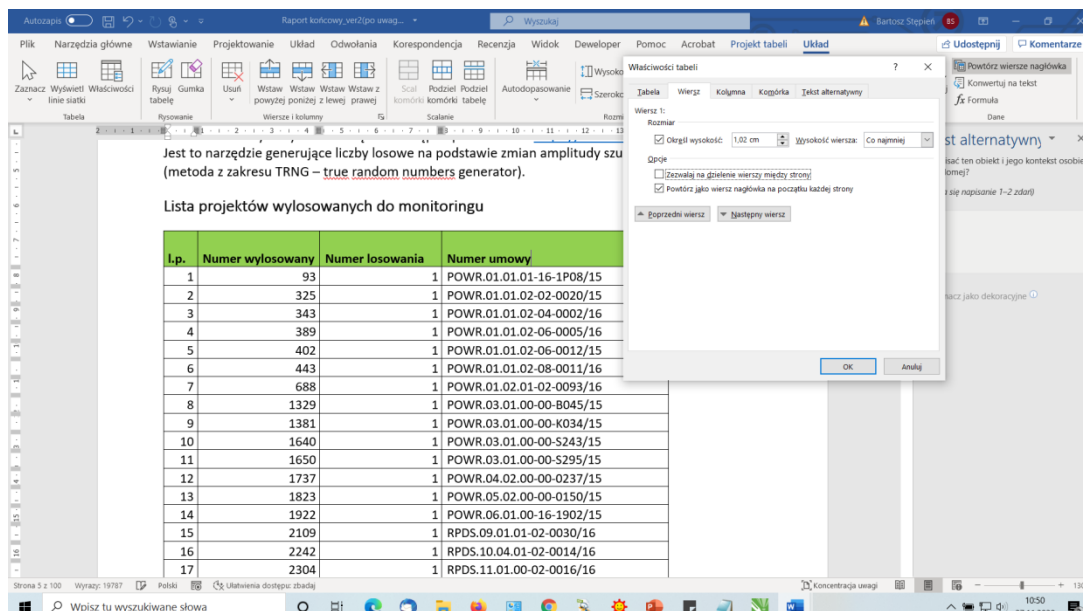 Autozapis
Raport końcowy_ver2(po uwag...
Wyszukaj
Bartosz Stępień
BS
Plik Narzędzia główne Wstawianie Projektowanie Układ Odwołania Korespondencja Recenzja Widok Deweloper Pomoc Acrobat Projekt tabeli Układ
Udostępnij Komentarze
Zaznacz Wyświetl linie siatki Właściwości
Rysuj tabelę Gumka
Usuń Wstaw powyżej Wstaw poniżej Wstaw z lewej Wstaw z prawej
Scal komórki Podziel komórki Podziel tabelę
Autodopasowanie
Wysoko
Szeroko
Powtórz wiersze nagłówka
Konwertuj na tekst
fx Formuła
Tabela Rysowanie Wiersze i kolumny Scalanie Rozmi Dane
Jest to narzędzie generujące liczby losowe na podstawie zmian amplitudy szu
(metoda z zakresu TRNG – true random numbers generator).
Lista projektów wylosowanych do monitoringu
l.p. Numer wylosowany Numer losowania Numer umowy
1 93 1 POWR.01.01.01-16-1P08/15
2 325 1 POWR.01.01.02-02-0020/15
3 343 1 POWR.01.01.02-04-0002/16
4 389 1 POWR.01.01.02-06-0005/16
5 402 1 POWR.01.01.02-06-0012/15
6 443 1 POWR.01.01.02-08-0011/16
7 688 1 POWR.01.02.01-02-0093/16
8 1329 1 POWR.03.01.00-00-B045/15
9 1381 1 POWR.03.01.00-00-K034/15
10 1640 1 POWR.03.01.00-00-S243/15
11 1650 1 POWR.03.01.00-00-S295/15
12 1737 1 POWR.04.02.00-00-0237/15
13 1823 1 POWR.05.02.00-00-0150/15
14 1922 1 POWR.06.01.00-16-1902/15
15 2109 1 RPDS.09.01.01-02-0030/16
16 2242 1 RPDS.10.04.01-02-0014/16
17 2304 1 RPDS.11.01.00-02-0016/16
Właściwości tabeli ? ×
Tabela Wiersz Kolumna Komórka Tekst alternatywny
Wiersz 1:
Rozmiar
Określ wysokość: 1,02 cm Wysokość wiersza: Co najmniej
Opcje
Zezwalaj na dzielenie wierszy między strony
Powtórz jako wiersz nagłówka na początku każdej strony
Poprzedni wiersz Następny wiersz
OK Anuluj
st alternatywny
isać ten obiekt i jego kontekst osobie
lomej?
a się napisanie 1–2 zdań)
nacz jako dekoracyjne
Strona 5 z 100 Wyrazy: 19787 Polski Ułatwienia dostępu: zbadaj
Koncentracja uwagi
Wpisz tu wyszukiwane słowa
10:50